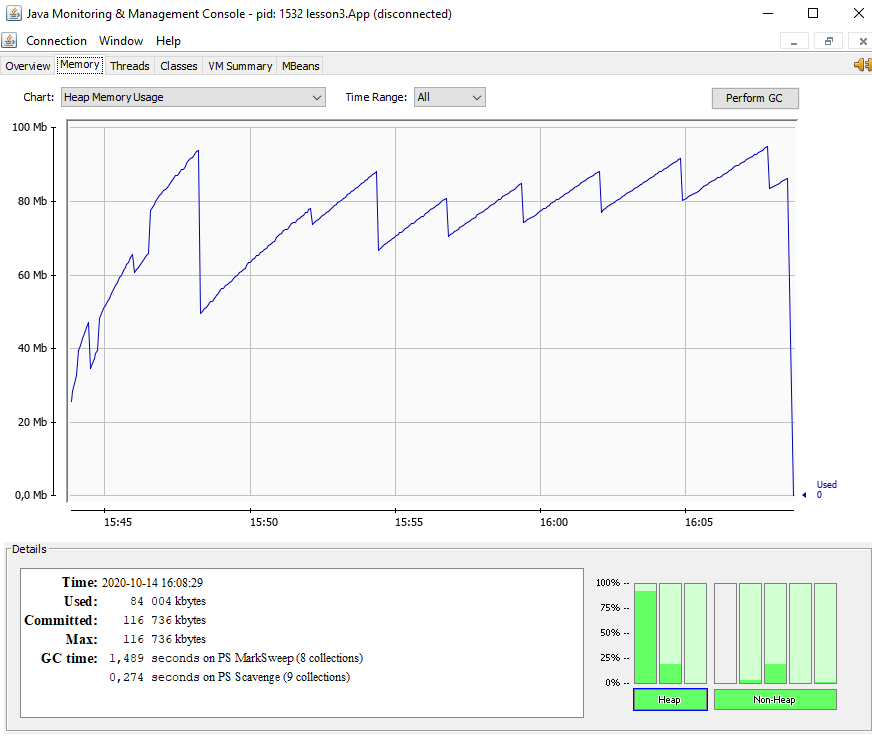 Java Monitoring & Management Console - pid: 1532 lesson3.App (disconnected)
Connection Window Help
Overview Memory Threads Classes VM Summary MBeans
Chart: Heap Memory Usage Time Range: All Perform GC
100 Mb
80 Mb
60 Mb
40 Mb
20 Mb
0,0 Mb
Used
0
15:45 15:50 15:55 16:00 16:05
Details
Time: 2020-10-14 16:08:29
Used: 84 004 kbytes
Committed: 116 736 kbytes
Max: 116 736 kbytes
GC time: 1,489 seconds on PS MarkSweep (8 collections)
0,274 seconds on PS Scavenge (9 collections)
100% --
75% --
50% --
25% --
0% --
Heap Non-Heap